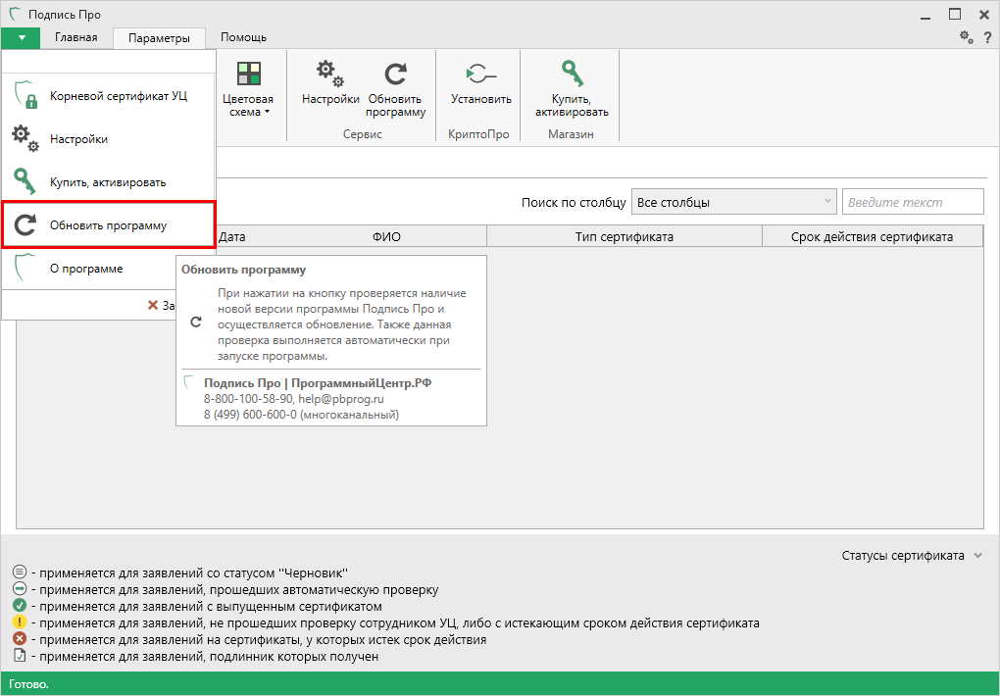 Подпись Про
Главная
Параметры
Помощь
?
Корневой сертификат УЦ
Настройки
Купить, активировать
Обновить программу
О программе
За
Цветовая
схема
Настройки
Обновить
программу
Сервис
Установить
КриптоПро
Купить,
активировать
Магазин
Поиск по столбцу
Все столбцы
Введите текст
Дата
ФИО
Тип сертификата
Срок действия сертификата
Обновить программу
При нажатии на кнопку проверяется наличие
новой версии программы Подпись Про и
осуществляется обновление. Также данная
проверка выполняется автоматически при
запуске программы.
Подпись Про | ПрограммныйЦентр.РФ
8-800-100-58-90, help@pbprog.ru
8 (499) 600-600-0 (многоканальный)
Статусы сертификата
- применяется для заявлений со статусом "Черновик"
- применяется для заявлений, прошедших автоматическую проверку
- применяется для заявлений с выпущенным сертификатом
- применяется для заявлений, не прошедших проверку сотрудником УЦ, либо с истекающим сроком действия сертификата
- применяется для заявлений на сертификаты, у которых истек срок действия
- применяется для заявлений, подлинник которых получен
Готово.